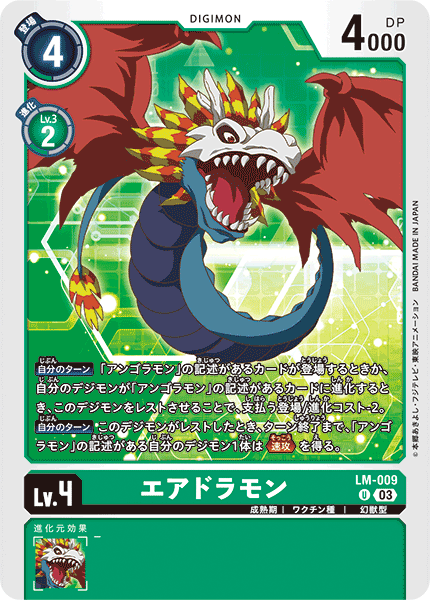 登場
4
DIGIMON
DP
4000
進化
Lv.3
2
自分のターン 「アンゴラモン」の記述があるカードが登場するときか、
自分のデジモンが「アンゴラモン」の記述があるカードに進化すると
き、このデジモンをレストさせることで、支払う登場/進化コスト-2。
自分のターン このデジモンがレストしたとき、ターン終了まで、「アンゴ
ラモン」の記述がある自分のデジモン1体は 速攻 を得る。
©本郷あきよし・フジテレビ・東映アニメーション BANDAI MADE IN JAPAN
Lv.4
エアドラモン
LM-009
U 03
成熟期 | ワクチン種 | 幻獣型
進化元効果